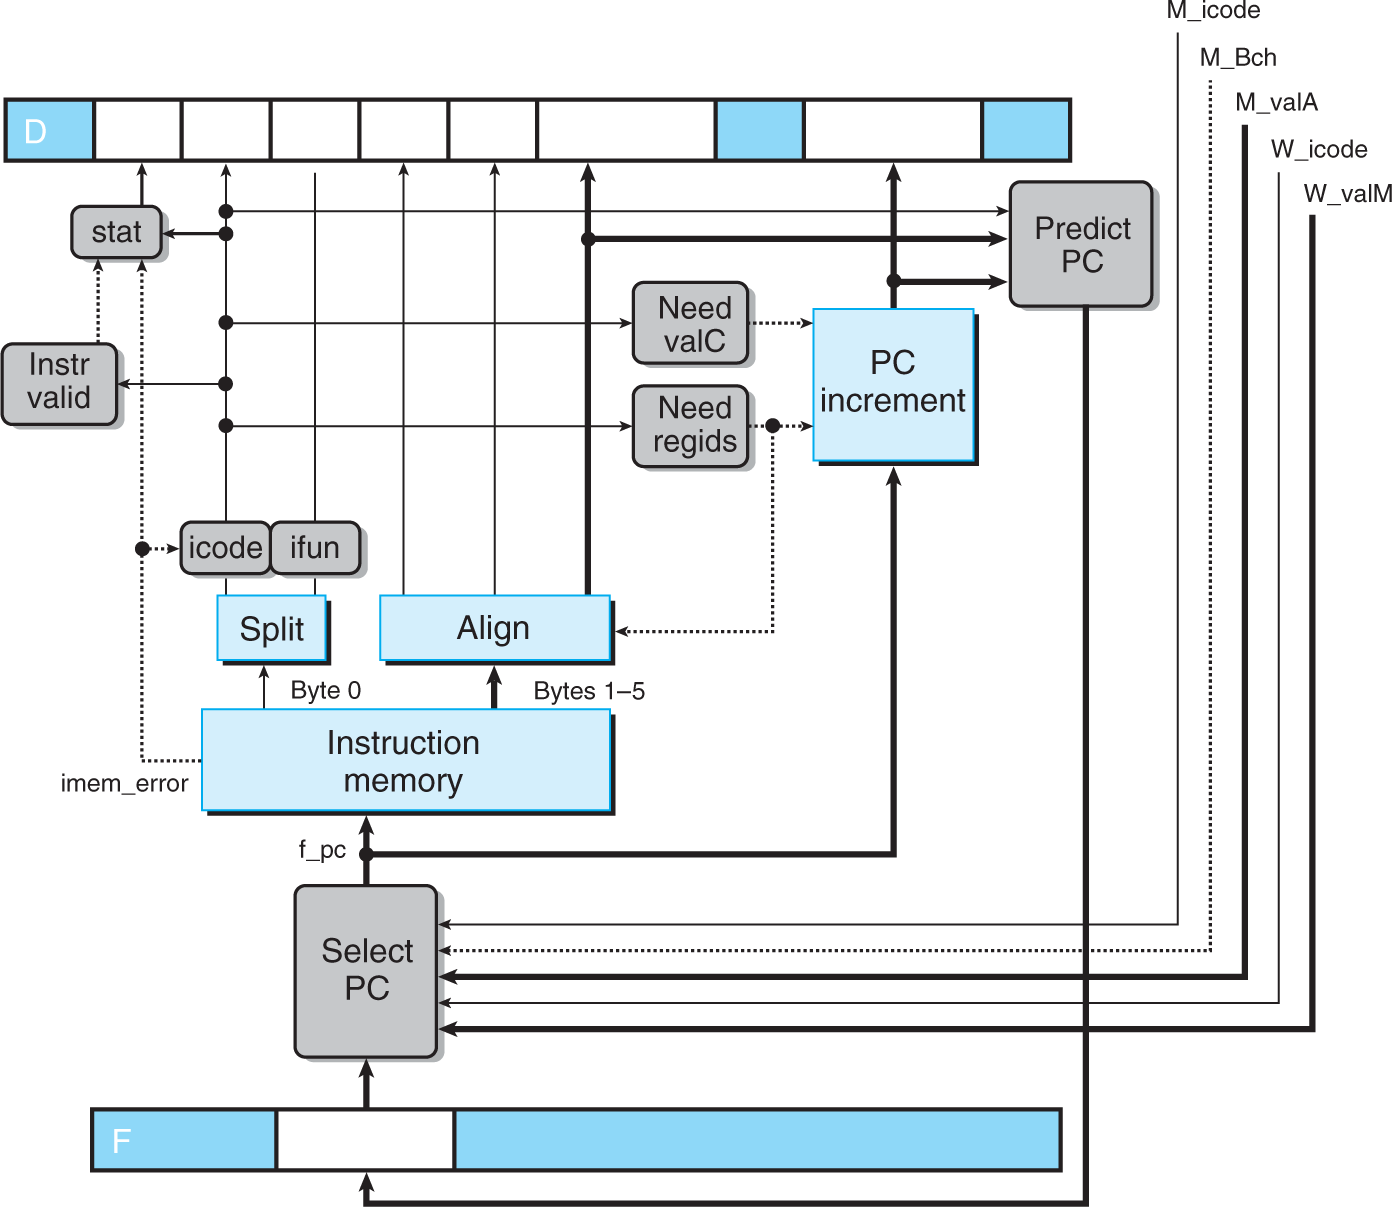 M_icode
M_Bch
M_valA
W_icode
W_valM
D
stat
Predict
PC
Need
valC
Instr
valid
PC
increment
Need
regids
icode
ifun
Split
Align
Byte 0
Bytes 1–5
Instruction
memory
imem_error
f_pc
Select
PC
F